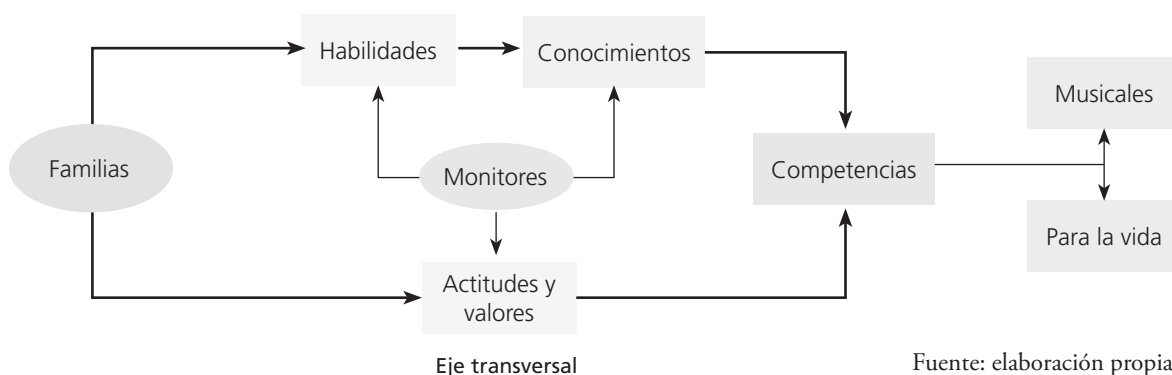 Habilidades
Conocimientos
Musicales
Familias
Monitores
Competencias
Para la vida
Actitudes y
valores
Eje transversal
Fuente: elaboración propia